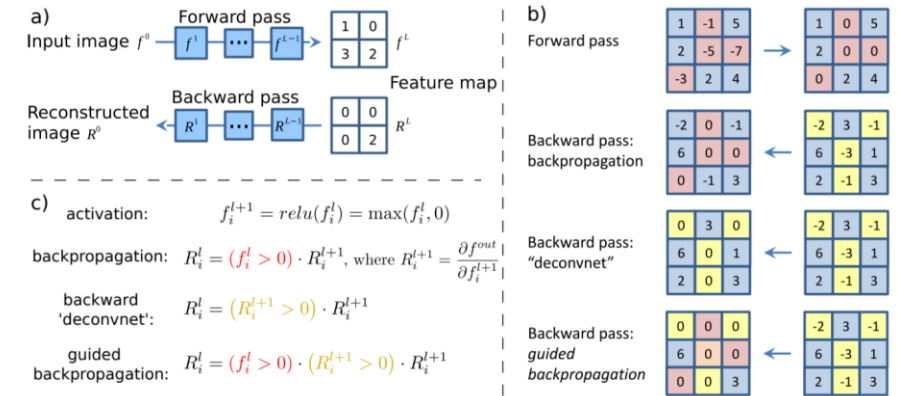 a)
Forward pass
Input image f⁰
f¹ ... f^{L-1}
1 0
3 2
f^L
Feature map
Backward pass
Reconstructed
image R⁰
R¹ ... R^{L-1}
0 0
0 2
R^L
c)
activation: f_i^{l+1} = relu(f_i^l) = max(f_i^l, 0)
backpropagation: R_i^l = (f_i^l > 0) · R_i^{l+1}, where R_i^{l+1} = ∂f^{out} / ∂f_i^{l+1}
backward
'deconvnet': R_i^l = (R_i^{l+1} > 0) · R_i^{l+1}
guided
backpropagation: R_i^l = (f_i^l > 0) · (R_i^{l+1} > 0) · R_i^{l+1}
b)
Forward pass
1 -1 5
2 -5 -7
-3 2 4
1 0 5
2 0 0
0 2 4
Backward pass:
backpropagation
-2 0 -1
6 0 0
0 -1 3
-2 3 -1
6 -3 1
2 -1 3
Backward pass:
“deconvnet”
0 3 0
6 0 1
2 0 3
-2 3 -1
6 -3 1
2 -1 3
Backward pass:
guided
backpropagation
0 0 0
6 0 0
0 0 3
-2 3 -1
6 -3 1
2 -1 3